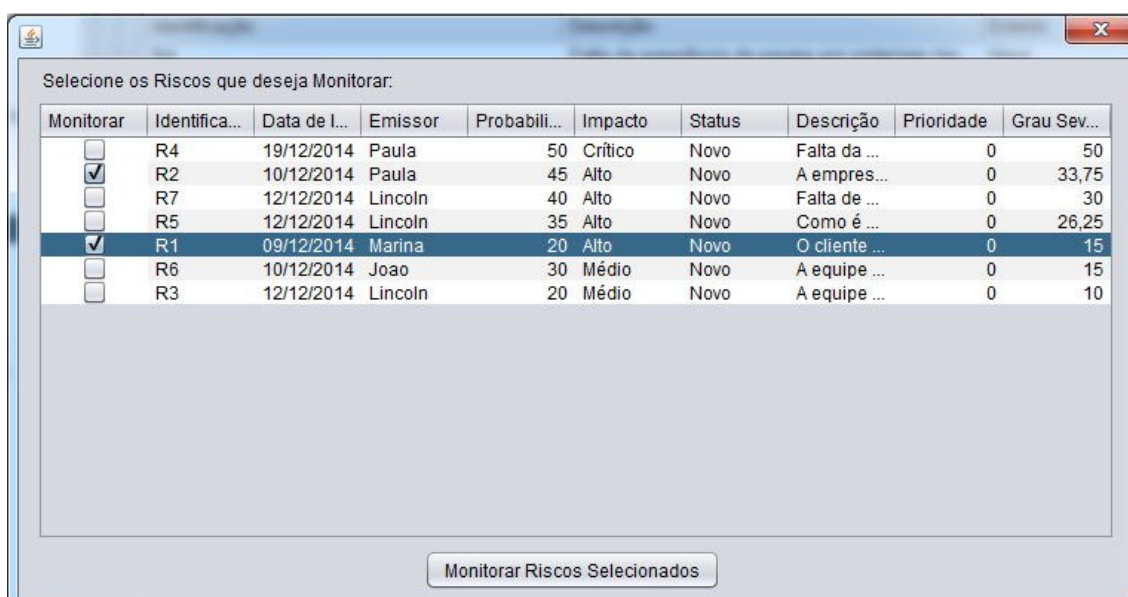 Selecione os Riscos que deseja Monitorar:
Monitorar Identifica... Data de I... Emissor Probabili... Impacto Status Descrição Prioridade Grau Sev...
R4 19/12/2014 Paula 50 Crítico Novo Falta da ... 0 50
R2 10/12/2014 Paula 45 Alto Novo A empres... 0 33,75
R7 12/12/2014 Lincoln 40 Alto Novo Falta de ... 0 30
R5 12/12/2014 Lincoln 35 Alto Novo Como é ... 0 26,25
R1 09/12/2014 Marina 20 Alto Novo O cliente ... 0 15
R6 10/12/2014 Joao 30 Médio Novo A equipe ... 0 15
R3 12/12/2014 Lincoln 20 Médio Novo A equipe ... 0 10
Monitorar Riscos Selecionados